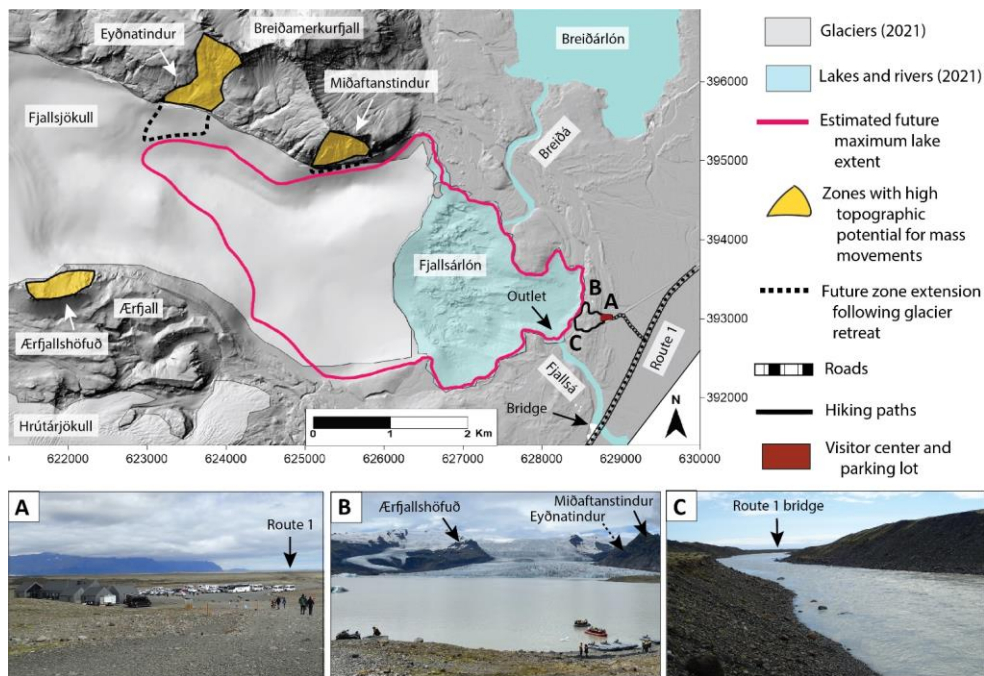 Eyðnatindur
Breiðamerkurfjall
Miðaftanstindur
Breiðárlón
Fjallsjökull
Breiðá
Fjallsárlón
Outlet
B
A
C
Ærfjall
Ærfjallshöfuð
Hrútárjökull
Fjallsá
Bridge
Route 1
N
0
1
2
Km
396000
395000
394000
393000
392000
622000
623000
624000
625000
626000
627000
628000
629000
630000
Glaciers (2021)
Lakes and rivers (2021)
Estimated future
maximum lake
extent
Zones with high
topographic
potential for mass
movements
Future zone extension
following glacier
retreat
Roads
Hiking paths
Visitor center and
parking lot
A
Route 1
B
Ærfjallshöfuð
Miðaftanstindur
Eyðnatindur
C
Route 1 bridge